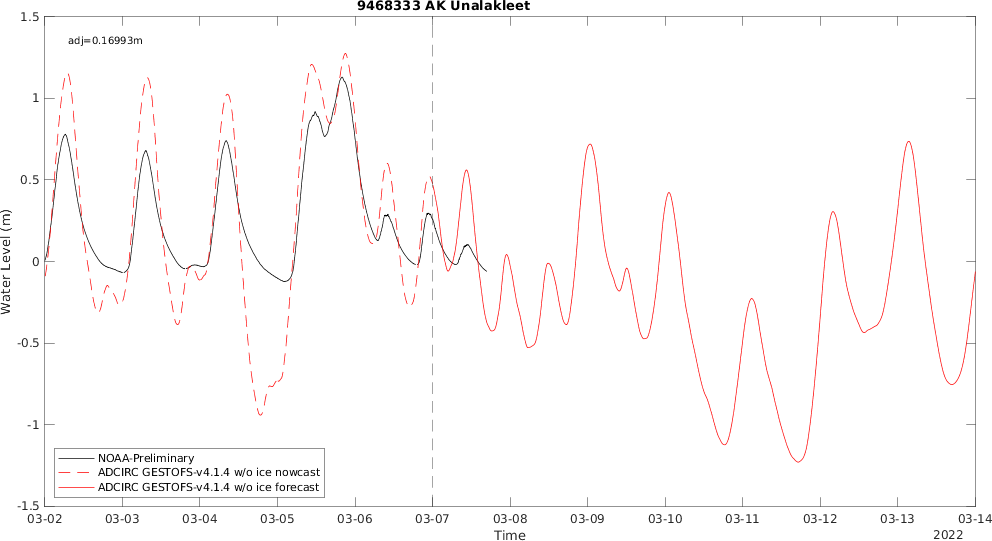 9468333 AK Unalakleet
adj=0.16993m
1.5
1
0.5
0
-0.5
-1
-1.5
Water Level (m)
NOAA-Preliminary
ADCIRC GESTOFS-v4.1.4 w/o ice nowcast
ADCIRC GESTOFS-v4.1.4 w/o ice forecast
03-02 03-03 03-04 03-05 03-06 03-07 03-08 03-09 03-10 03-11 03-12 03-13 03-14
Time
2022